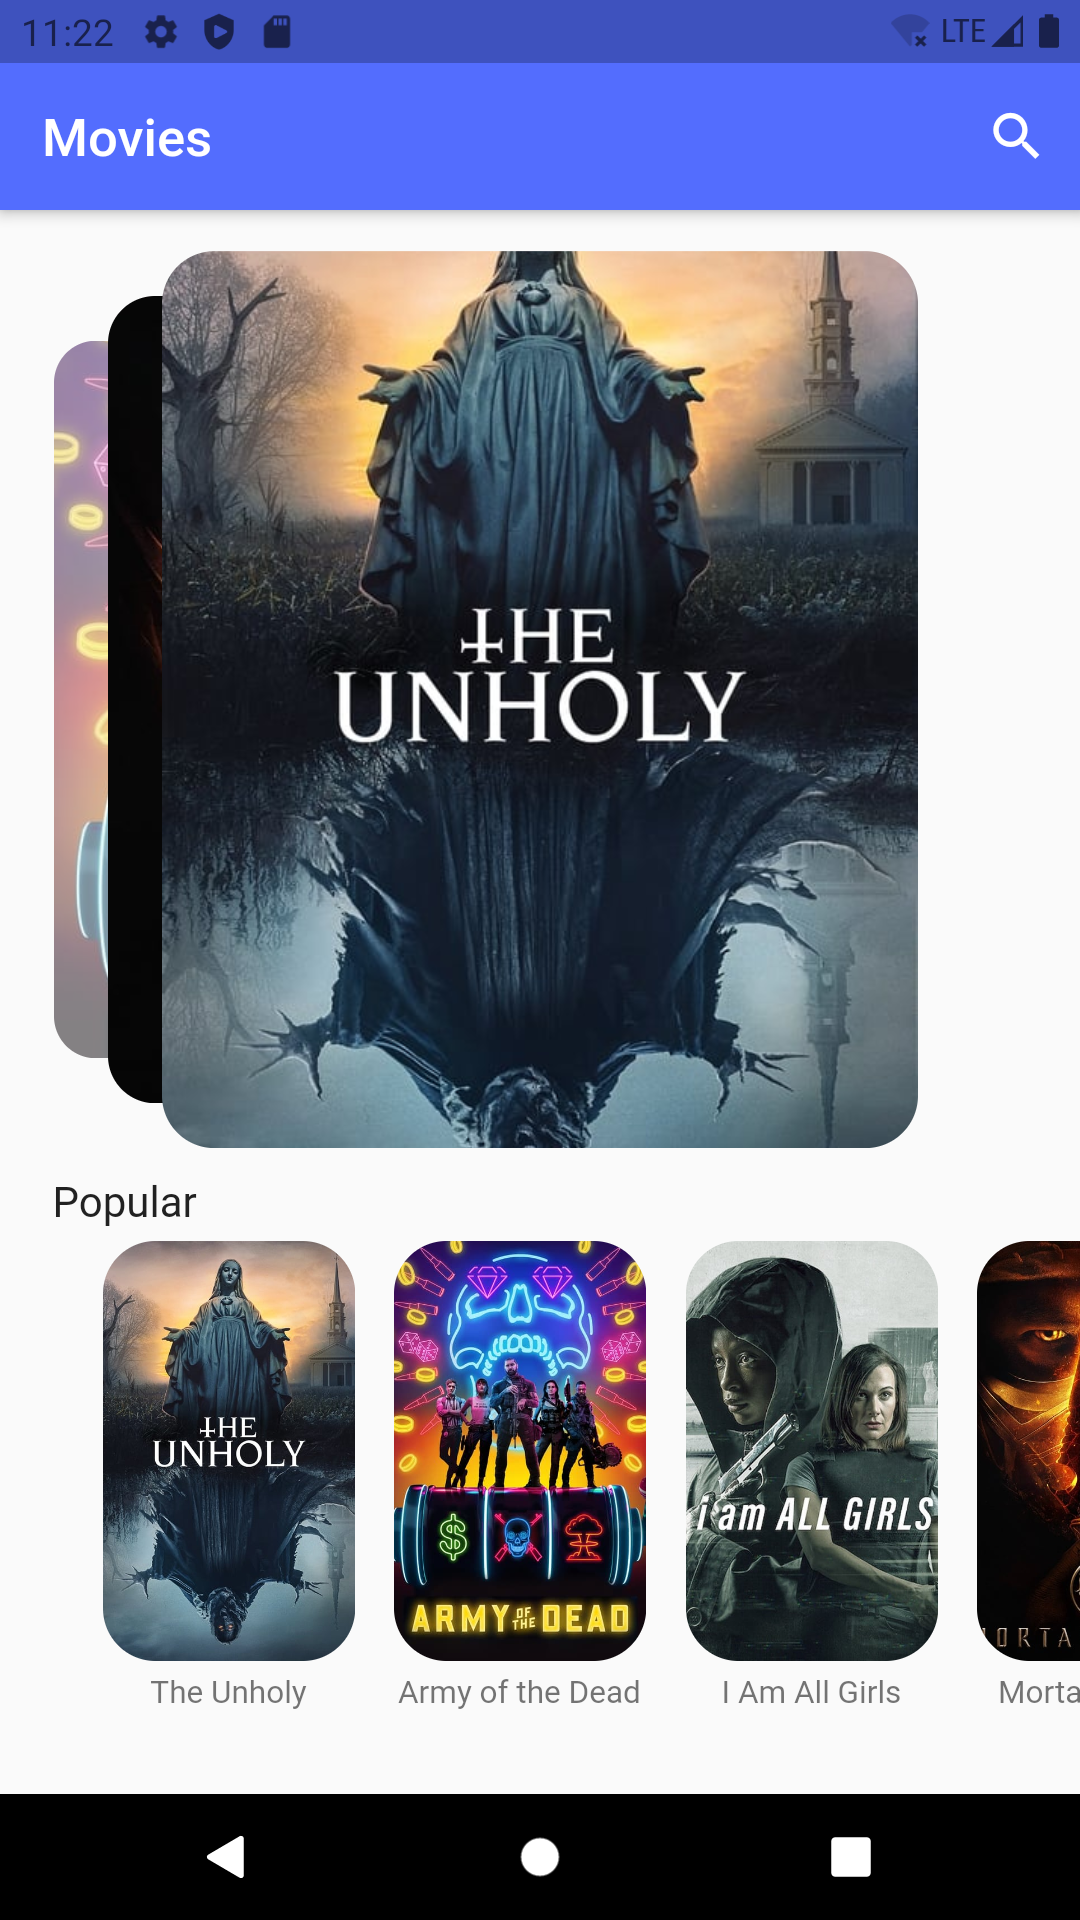 11:22
LTE
Movies
THE
UNHOLY
Popular
THE
UNHOLY
$
ARMY OF THE DEAD
i am ALL GIRLS
ORTA
The Unholy
Army of the Dead
I Am All Girls
Morta